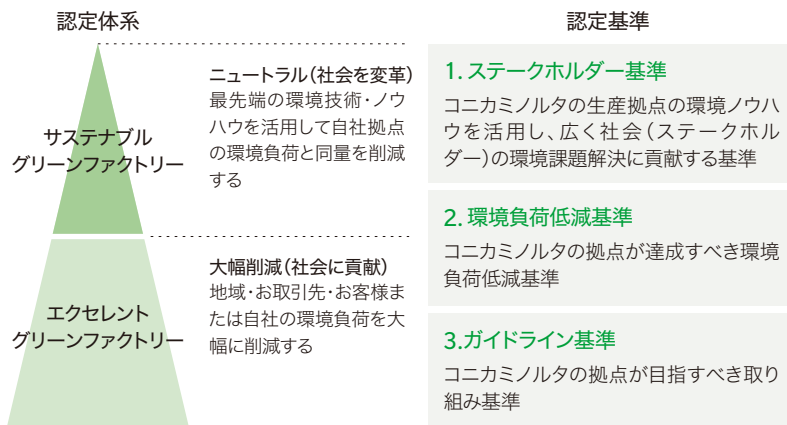 認定体系
サステナブル
グリーンファクトリー
エクセレント
グリーンファクトリー
ニュートラル(社会を変革)
最先端の環境技術・ノウ
ハウを活用して自社拠点
の環境負荷と同量を削減
する
大幅削減(社会に貢献)
地域・お取引先・お客様ま
たは自社の環境負荷を大
幅に削減する
認定基準
1. ステークホルダー基準
コニカミノルタの生産拠点の環境ノウハ
ウを活用し、広く社会(ステークホル
ダー)の環境課題解決に貢献する基準
2. 環境負荷低減基準
コニカミノルタの拠点が達成すべき環境
負荷低減基準
3.ガイドライン基準
コニカミノルタの拠点が目指すべき取り
組み基準